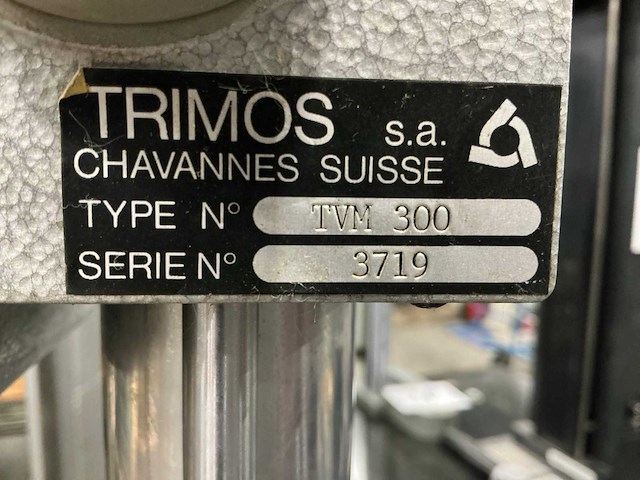 TRIMOS s.a.
CHAVANNES SUISSE
TYPE N° TVM 300
SERIE N° 3719